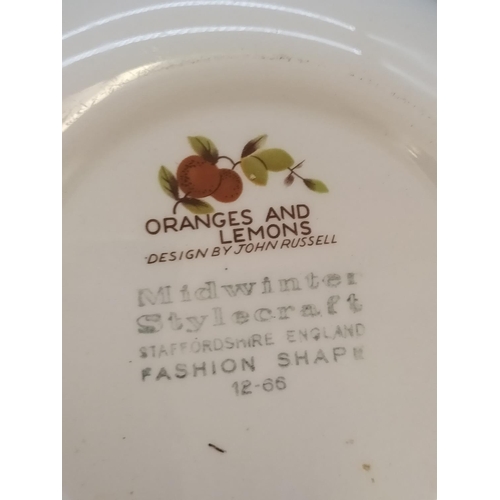 ORANGES AND
LEMONS
DESIGN BY JOHN RUSSELL
Midwinter
Stylecraft
STAFFORDSHIRE ENGLAND
FASHION SHAPE
12-66